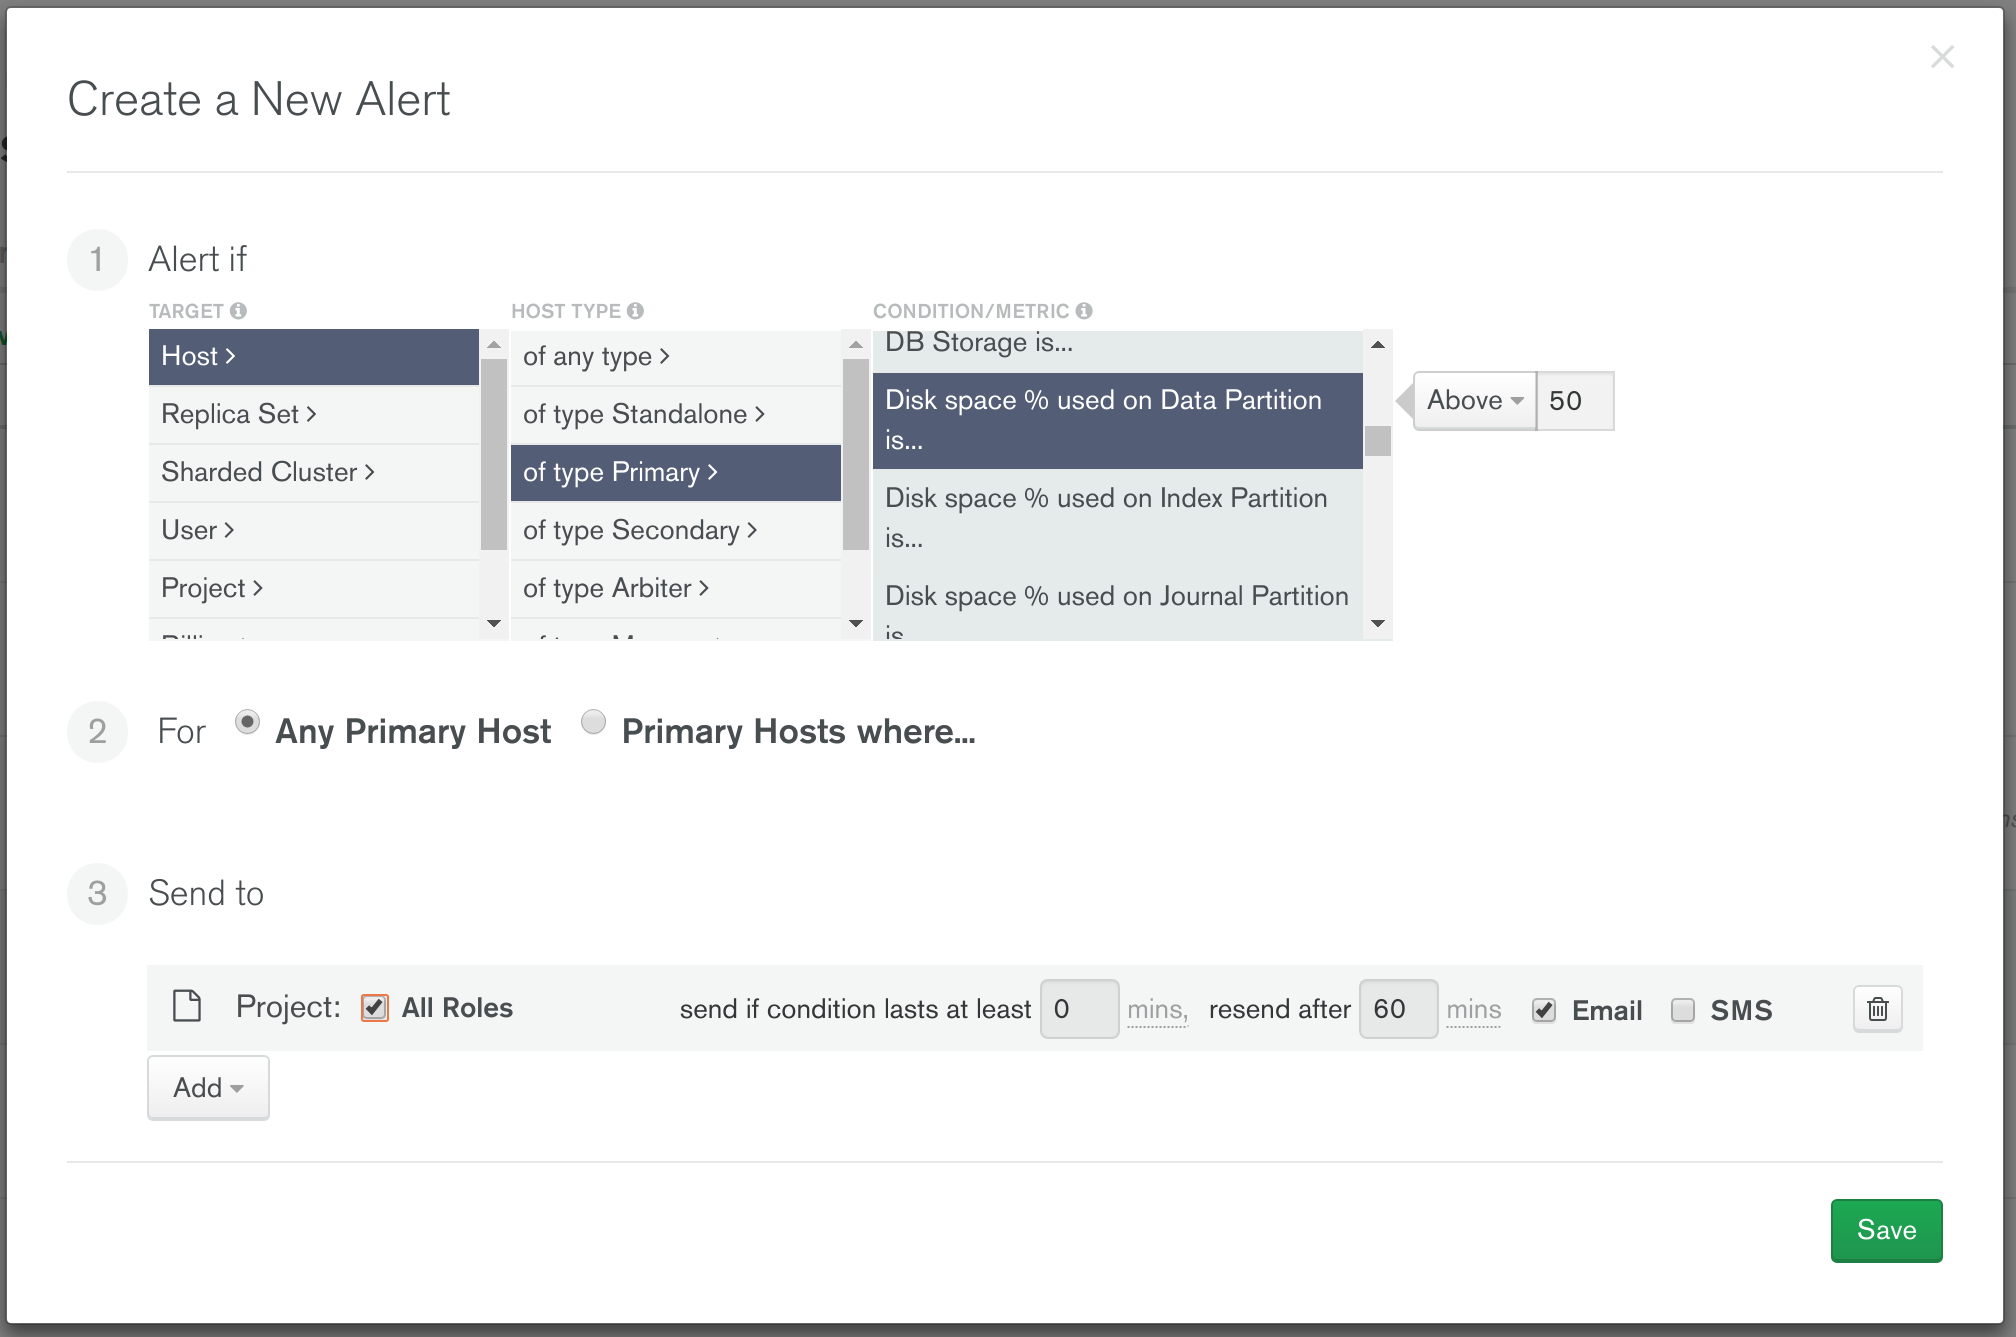 Create a New Alert
1 Alert if
TARGET HOST TYPE CONDITION/METRIC
Host >
Replica Set >
Sharded Cluster >
User >
Project >
of any type >
of type Standalone >
of type Primary >
of type Secondary >
of type Arbiter >
DB Storage is...
Disk space % used on Data Partition
is...
Disk space % used on Index Partition
is...
Disk space % used on Journal Partition
is
Above 50
2 For Any Primary Host Primary Hosts where...
3 Send to
Project: All Roles send if condition lasts at least 0 mins, resend after 60 mins Email SMS
Add
Save